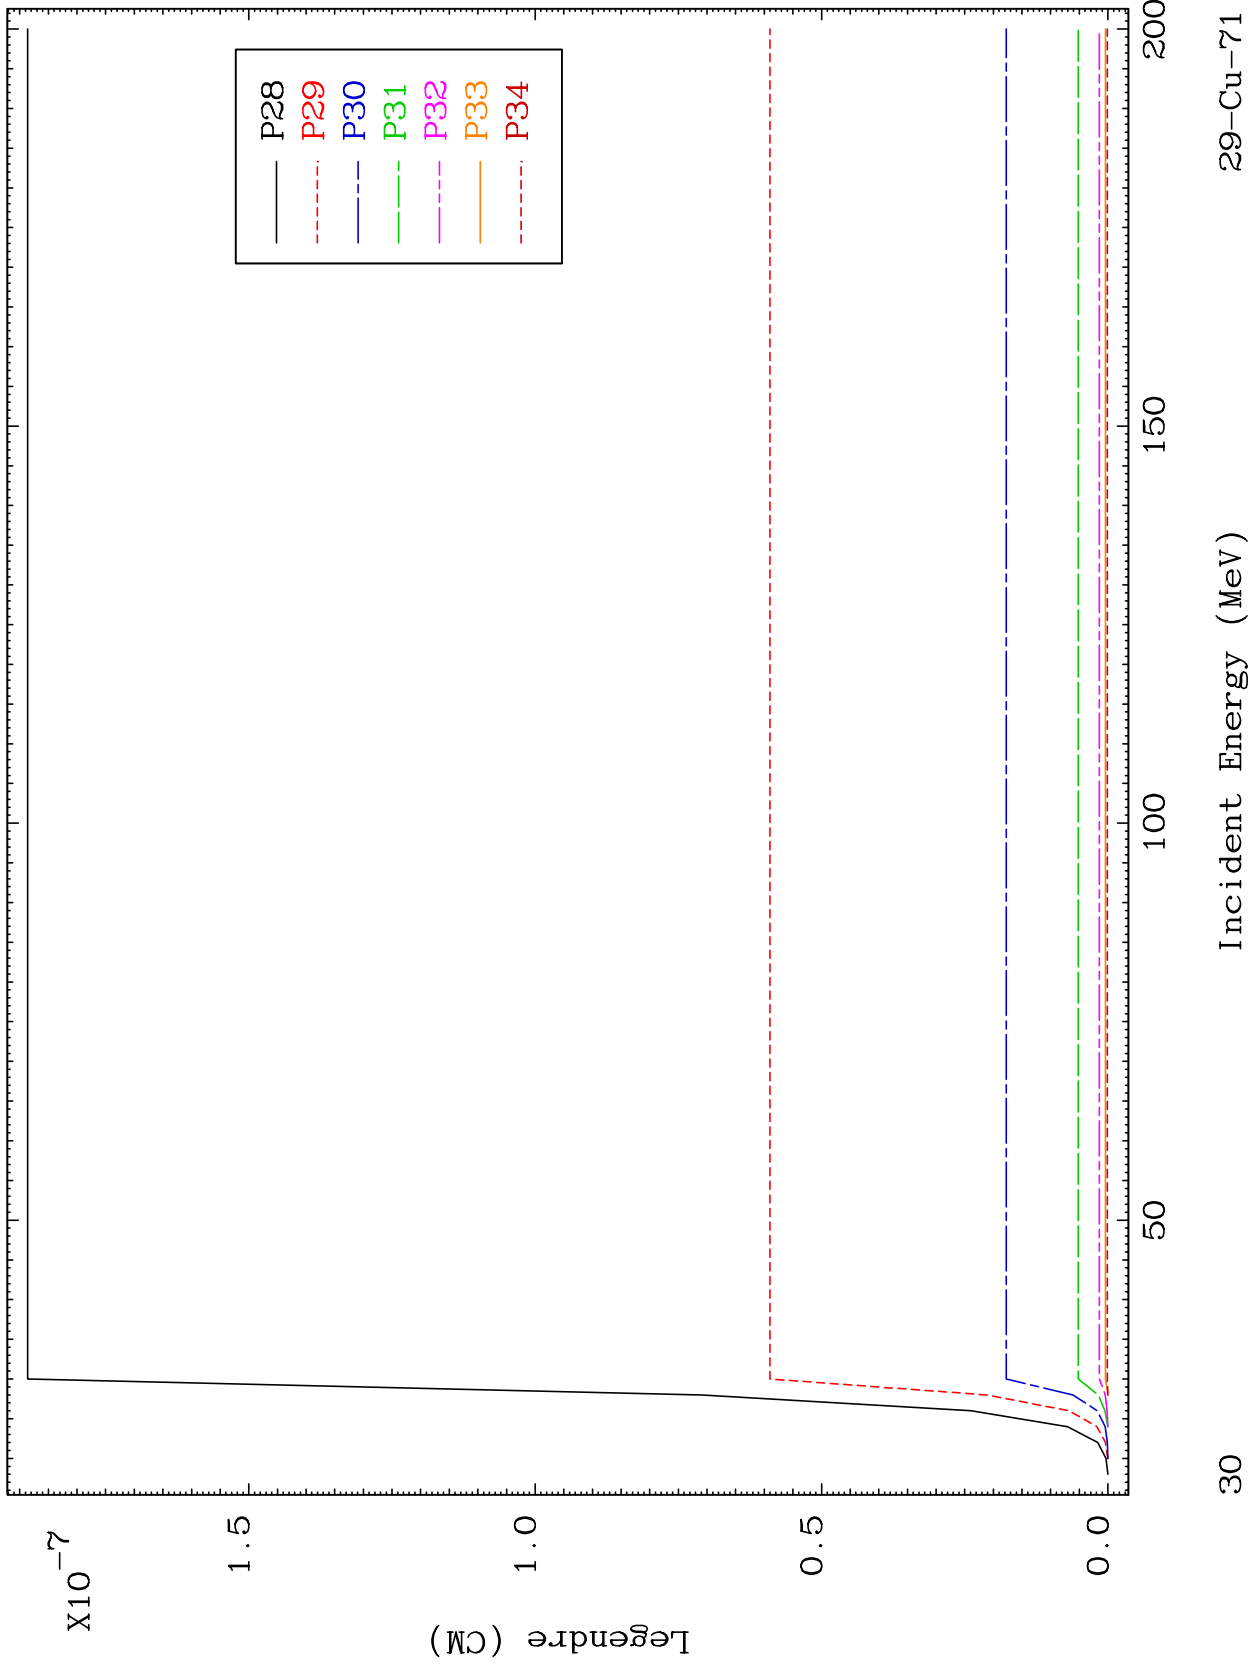 X10-7
1.5
1.0
0.5
0.0
Legendre (CM)
P28
P29
P30
P31
P32
P33
P34
50
100
150
200
Incident Energy (MeV)
30
29-Cu-71